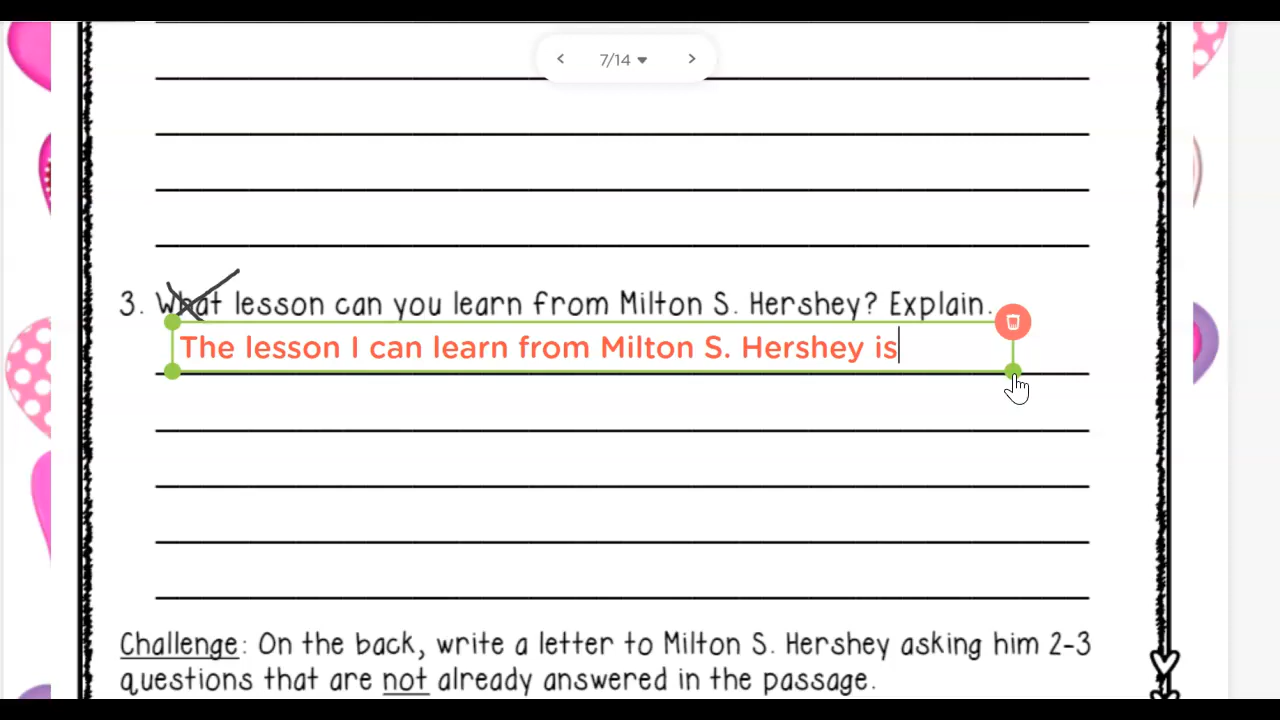 7/14
3. What lesson can you learn from Milton S. Hershey? Explain.
The lesson I can learn from Milton S. Hershey is
Challenge: On the back, write a letter to Milton S. Hershey asking him 2-3
questions that are not already answered in the passage.